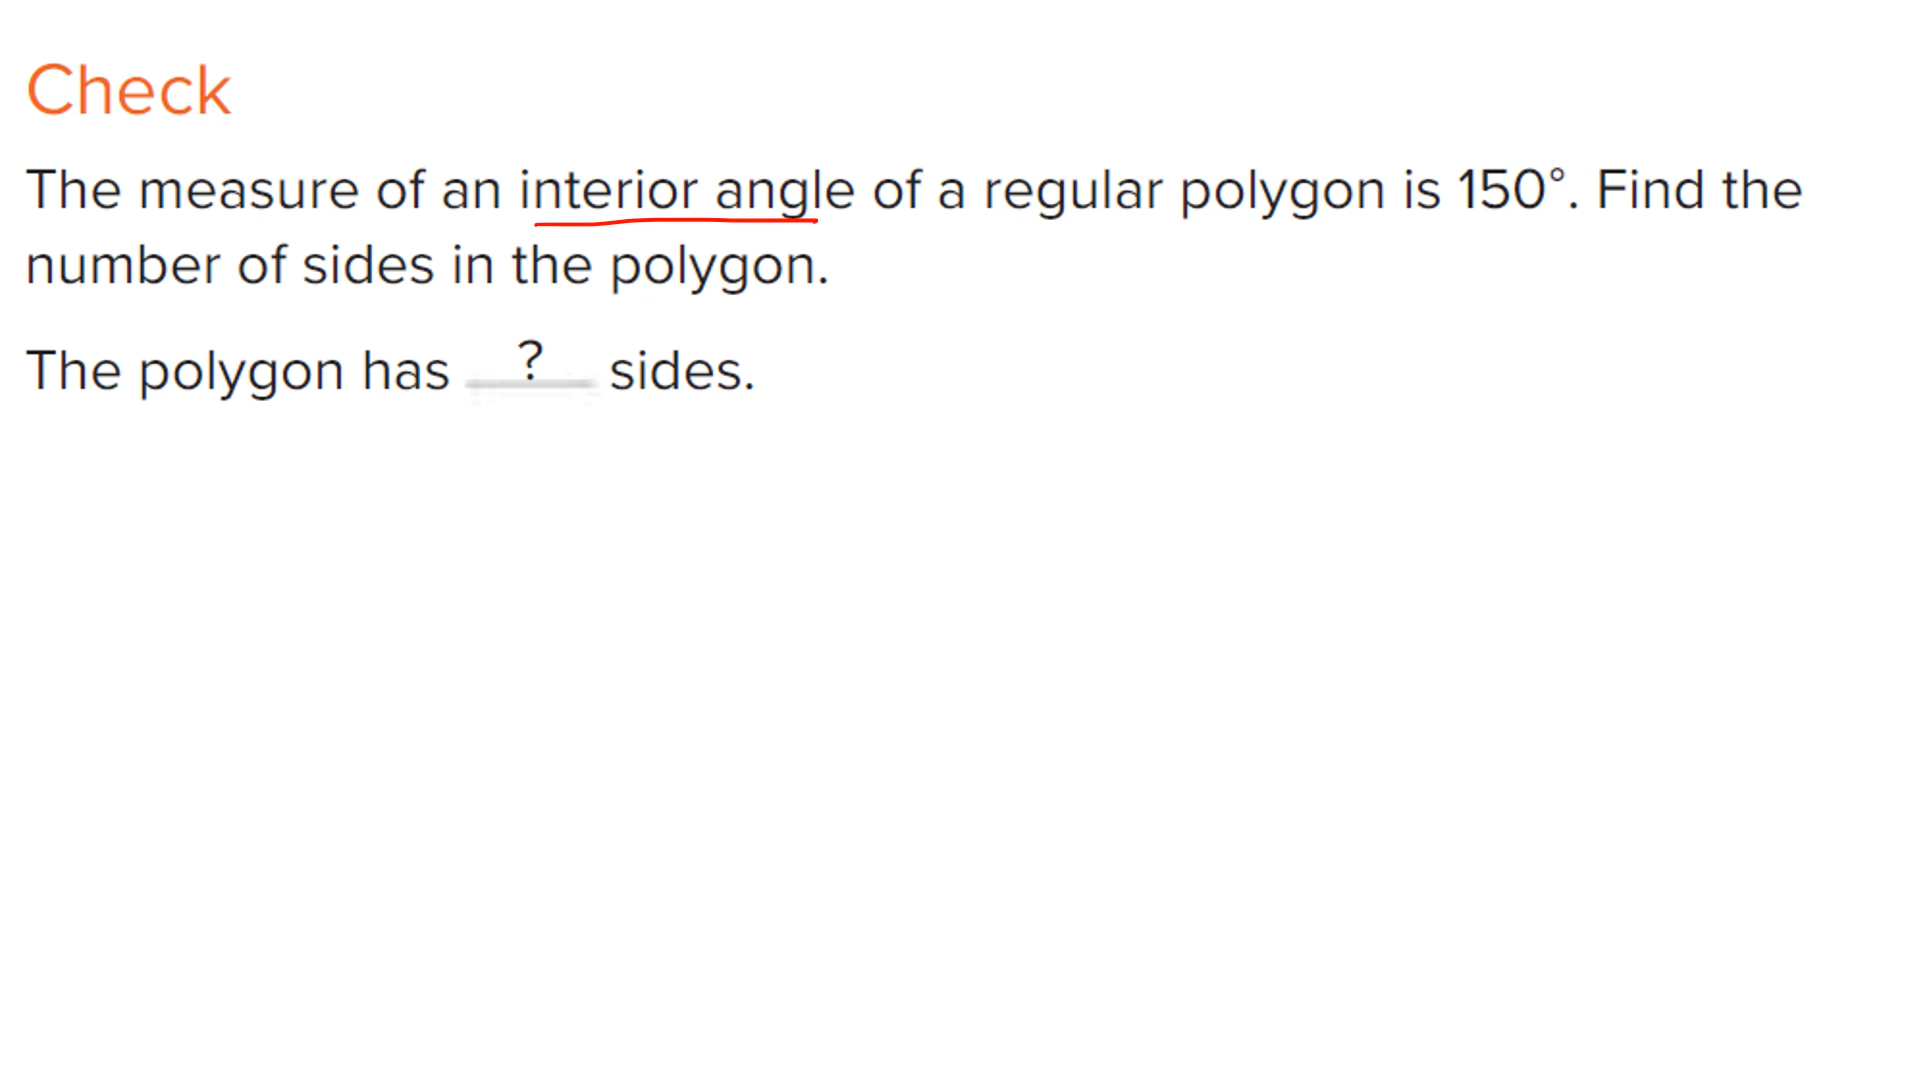 Check
The measure of an interior angle of a regular polygon is 150°. Find the
number of sides in the polygon.
The polygon has ? sides.